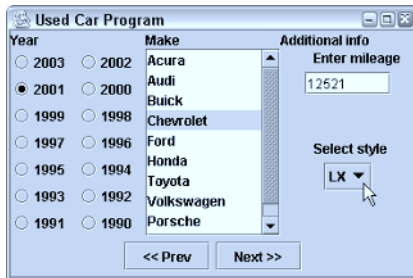 Used Car Program
Year
2003 2002
2001 2000
1999 1998
1997 1996
1995 1994
1993 1992
1991 1990
Make
Acura
Audi
Buick
Chevrolet
Ford
Honda
Toyota
Volkswagen
Porsche
Additional info
Enter mileage
12521
Select style
LX
<< Prev Next >>